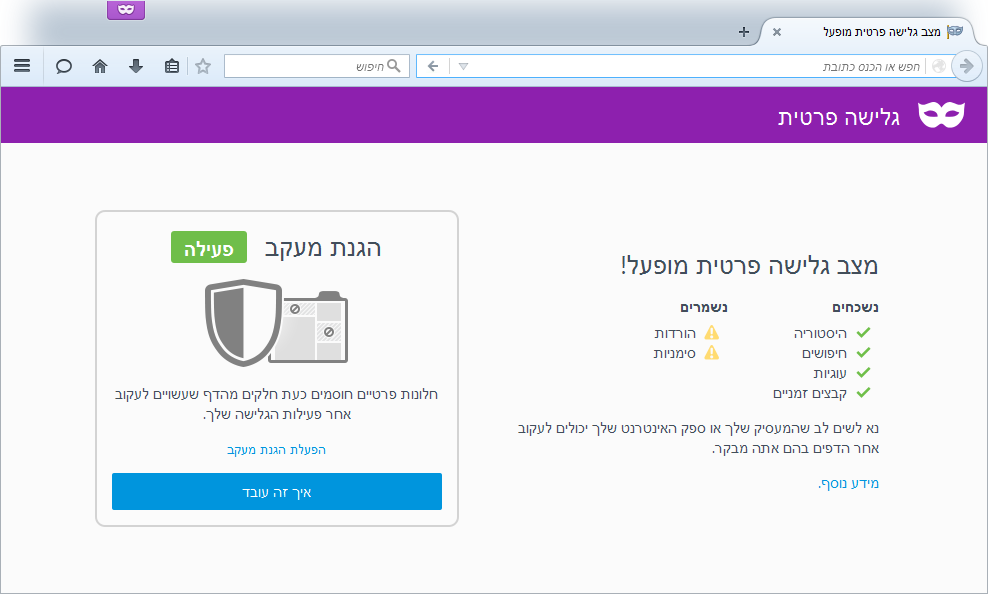 מצב גלישה פרטית מופעל
חפש או הכנס כתובת
חיפוש
גלישה פרטית
מצב גלישה פרטית מופעל!
נשכחים
היסטוריה
חיפושים
עוגיות
קבצים זמניים
נשמרים
הורדות
סימניות
נא לשים לב שהמעסיק שלך או ספק האינטרנט שלך יכולים לעקוב
אחר הדפים בהם אתה מבקר.
מידע נוסף.
הגנת מעקב
פעילה
חלונות פרטיים חוסמים כעת חלקים מהדף שעשויים לעקוב
אחר פעילות הגלישה שלך.
הפעלת הגנת מעקב
איך זה עובד